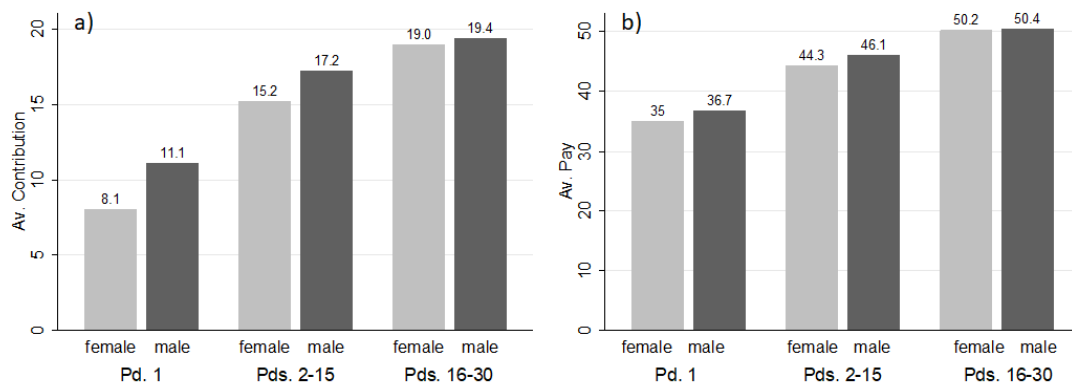 a)
Av. Contribution
20
15
10
5
0
8.1
11.1
15.2
17.2
19.0
19.4
female male female male female male
Pd. 1 Pds. 2-15 Pds. 16-30
b)
Av. Pay
50
40
30
20
10
0
35
36.7
44.3
46.1
50.2
50.4
female male female male female male
Pd. 1 Pds. 2-15 Pds. 16-30